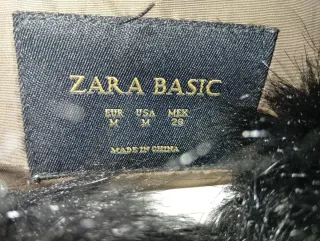 ZARA BASIC
EUR USA MEX
M M 28
MADE IN CHINA